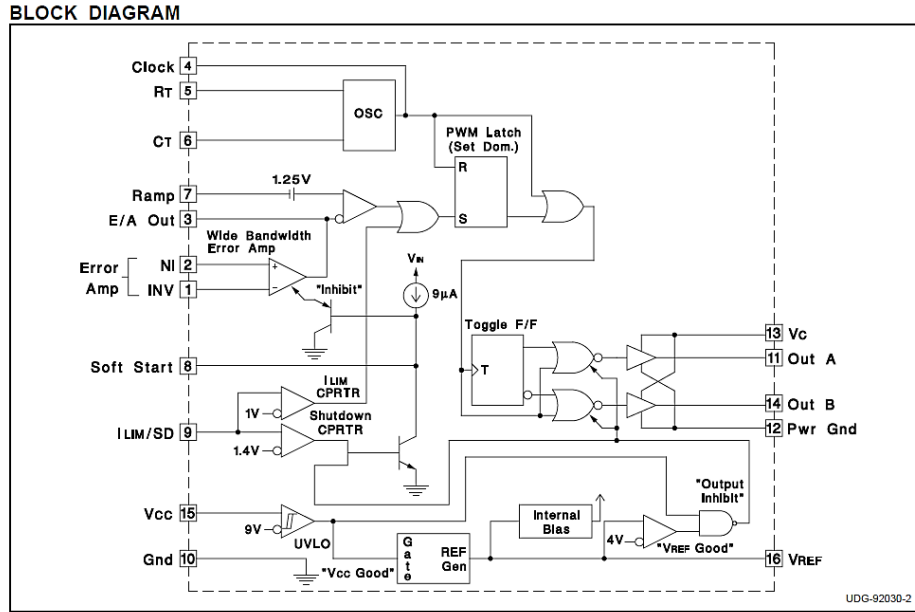 BLOCK DIAGRAM
Clock 4
RT 5
OSC
CT 6
PWM Latch
(Set Dom.)
R
S
1.25V
Ramp 7
E/A Out 3
Wide Bandwidth
Error Amp
Error
Amp
NI 2
INV 1
+
−
"Inhibit"
VIN
9µA
Toggle F/F
T
13 Vc
11 Out A
Soft Start 8
14 Out B
12 Pwr Gnd
ILIM
CPRTR
1V
Shutdown
CPRTR
ILIM/SD 9
1.4V
"Output
Inhibit"
Vcc 15
9V
UVLO
Internal
Bias
4V
"VREF Good"
Gnd 10
"Vcc Good"
Gate
REF
Gen
16 VREF
UDG-92030-2